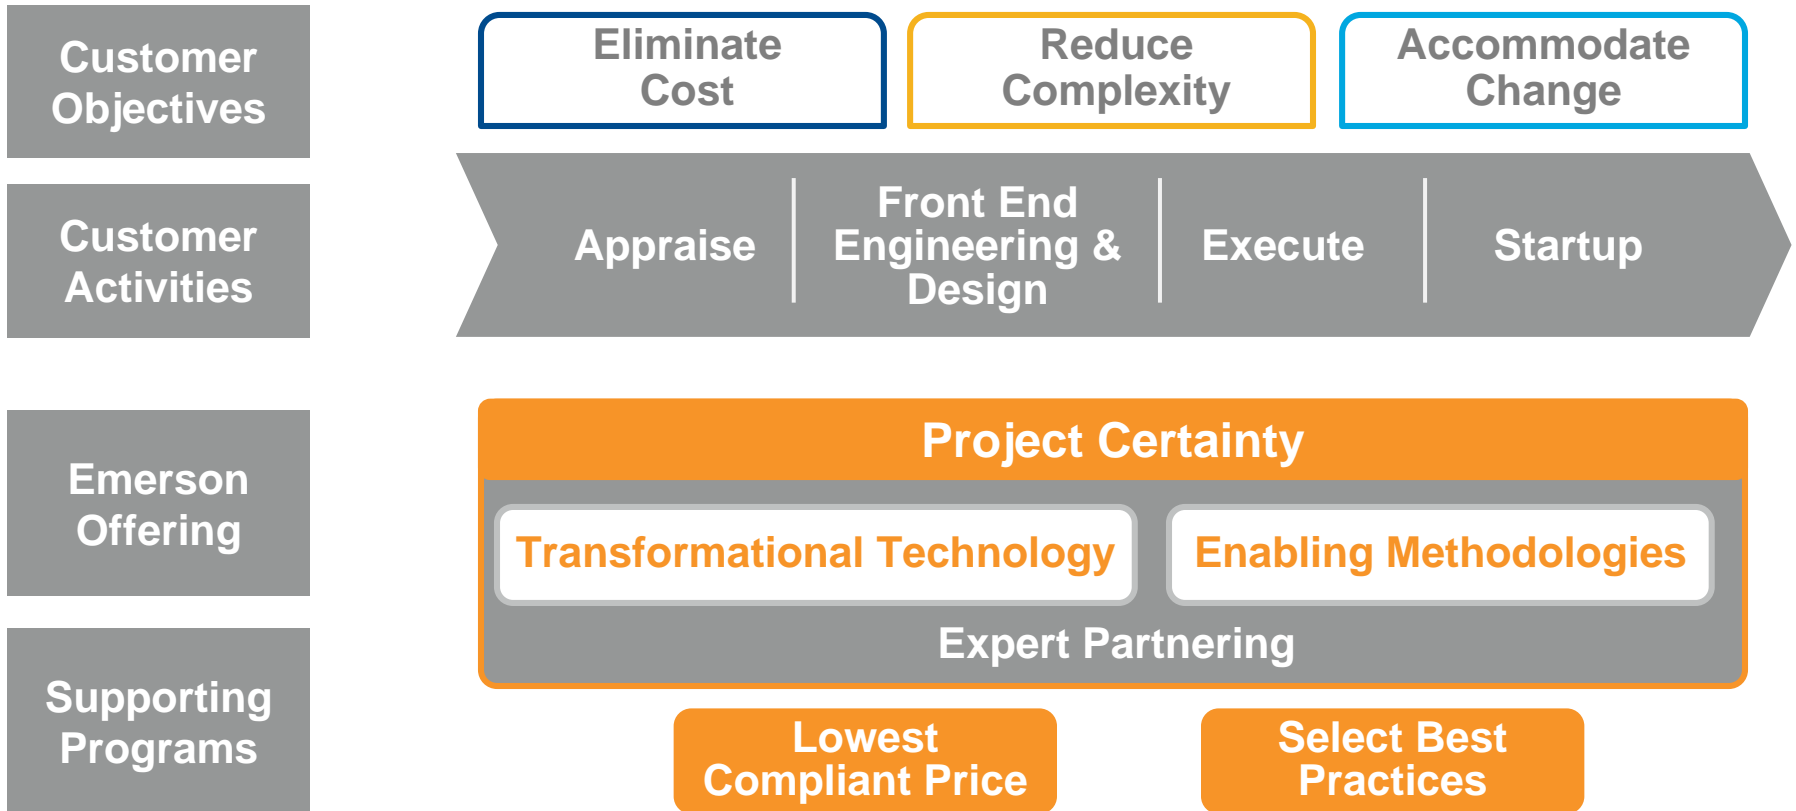 Customer
Objectives
Eliminate
Cost
Reduce
Complexity
Accommodate
Change
Customer
Activities
Appraise
Front End
Engineering &
Design
Execute
Startup
Emerson
Offering
Project Certainty
Transformational Technology
Enabling Methodologies
Expert Partnering
Supporting
Programs
Lowest
Compliant Price
Select Best
Practices